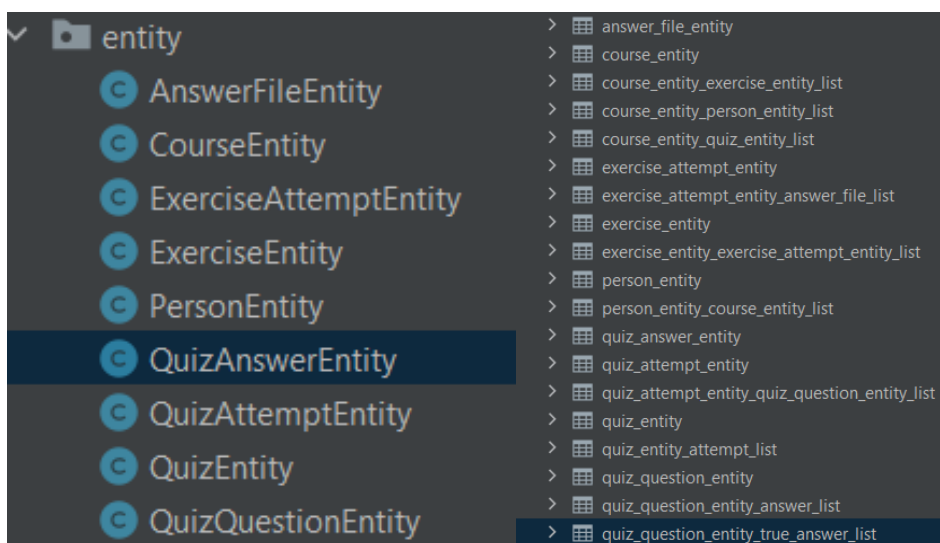 entity
AnswerFileEntity
CourseEntity
ExerciseAttemptEntity
ExerciseEntity
PersonEntity
QuizAnswerEntity
QuizAttemptEntity
QuizEntity
QuizQuestionEntity
answer_file_entity
course_entity
course_entity_exercise_entity_list
course_entity_person_entity_list
course_entity_quiz_entity_list
exercise_attempt_entity
exercise_attempt_entity_answer_file_list
exercise_entity
exercise_entity_exercise_attempt_entity_list
person_entity
person_entity_course_entity_list
quiz_answer_entity
quiz_attempt_entity
quiz_attempt_entity_quiz_question_entity_list
quiz_entity
quiz_entity_attempt_list
quiz_question_entity
quiz_question_entity_answer_list
quiz_question_entity_true_answer_list